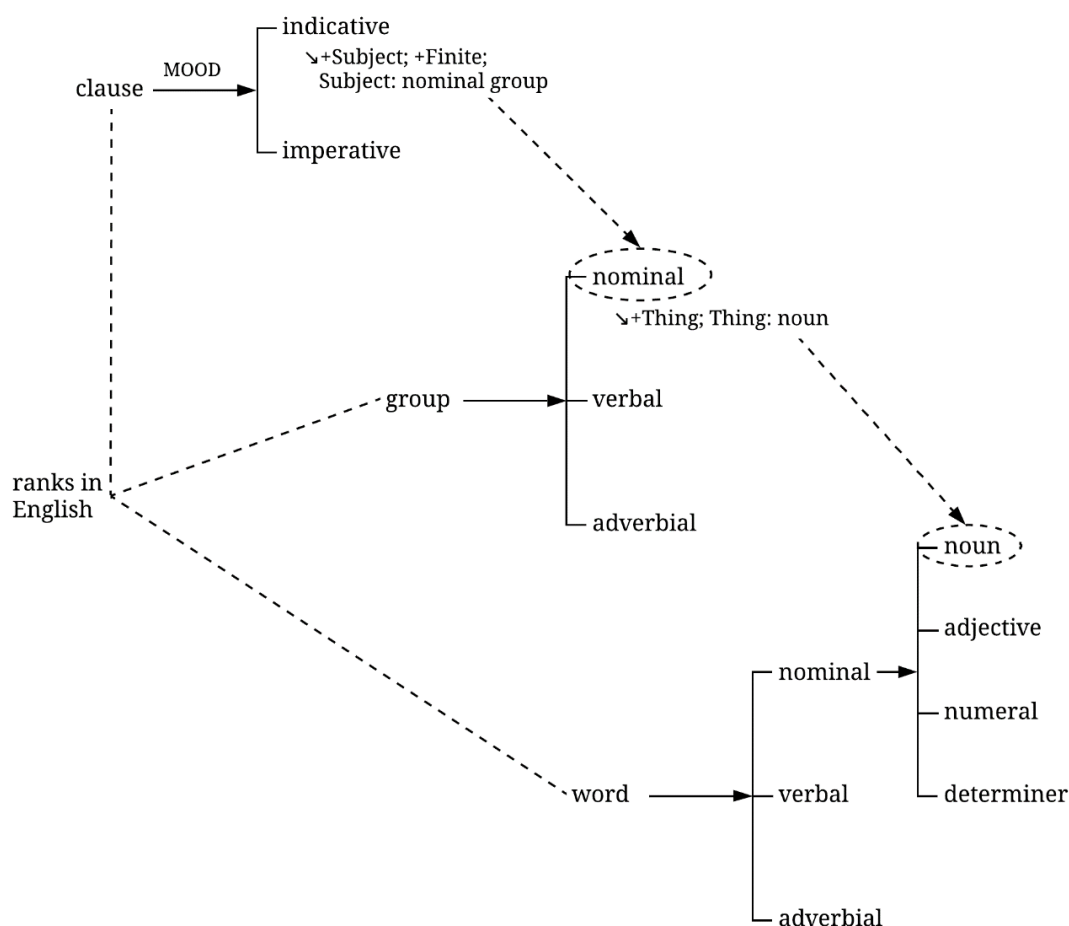 indicative
↘+Subject; +Finite;
Subject: nominal group
MOOD
clause
imperative
nominal
↘+Thing; Thing: noun
group
verbal
adverbial
ranks in
English
noun
adjective
nominal
numeral
word
verbal
determiner
adverbial